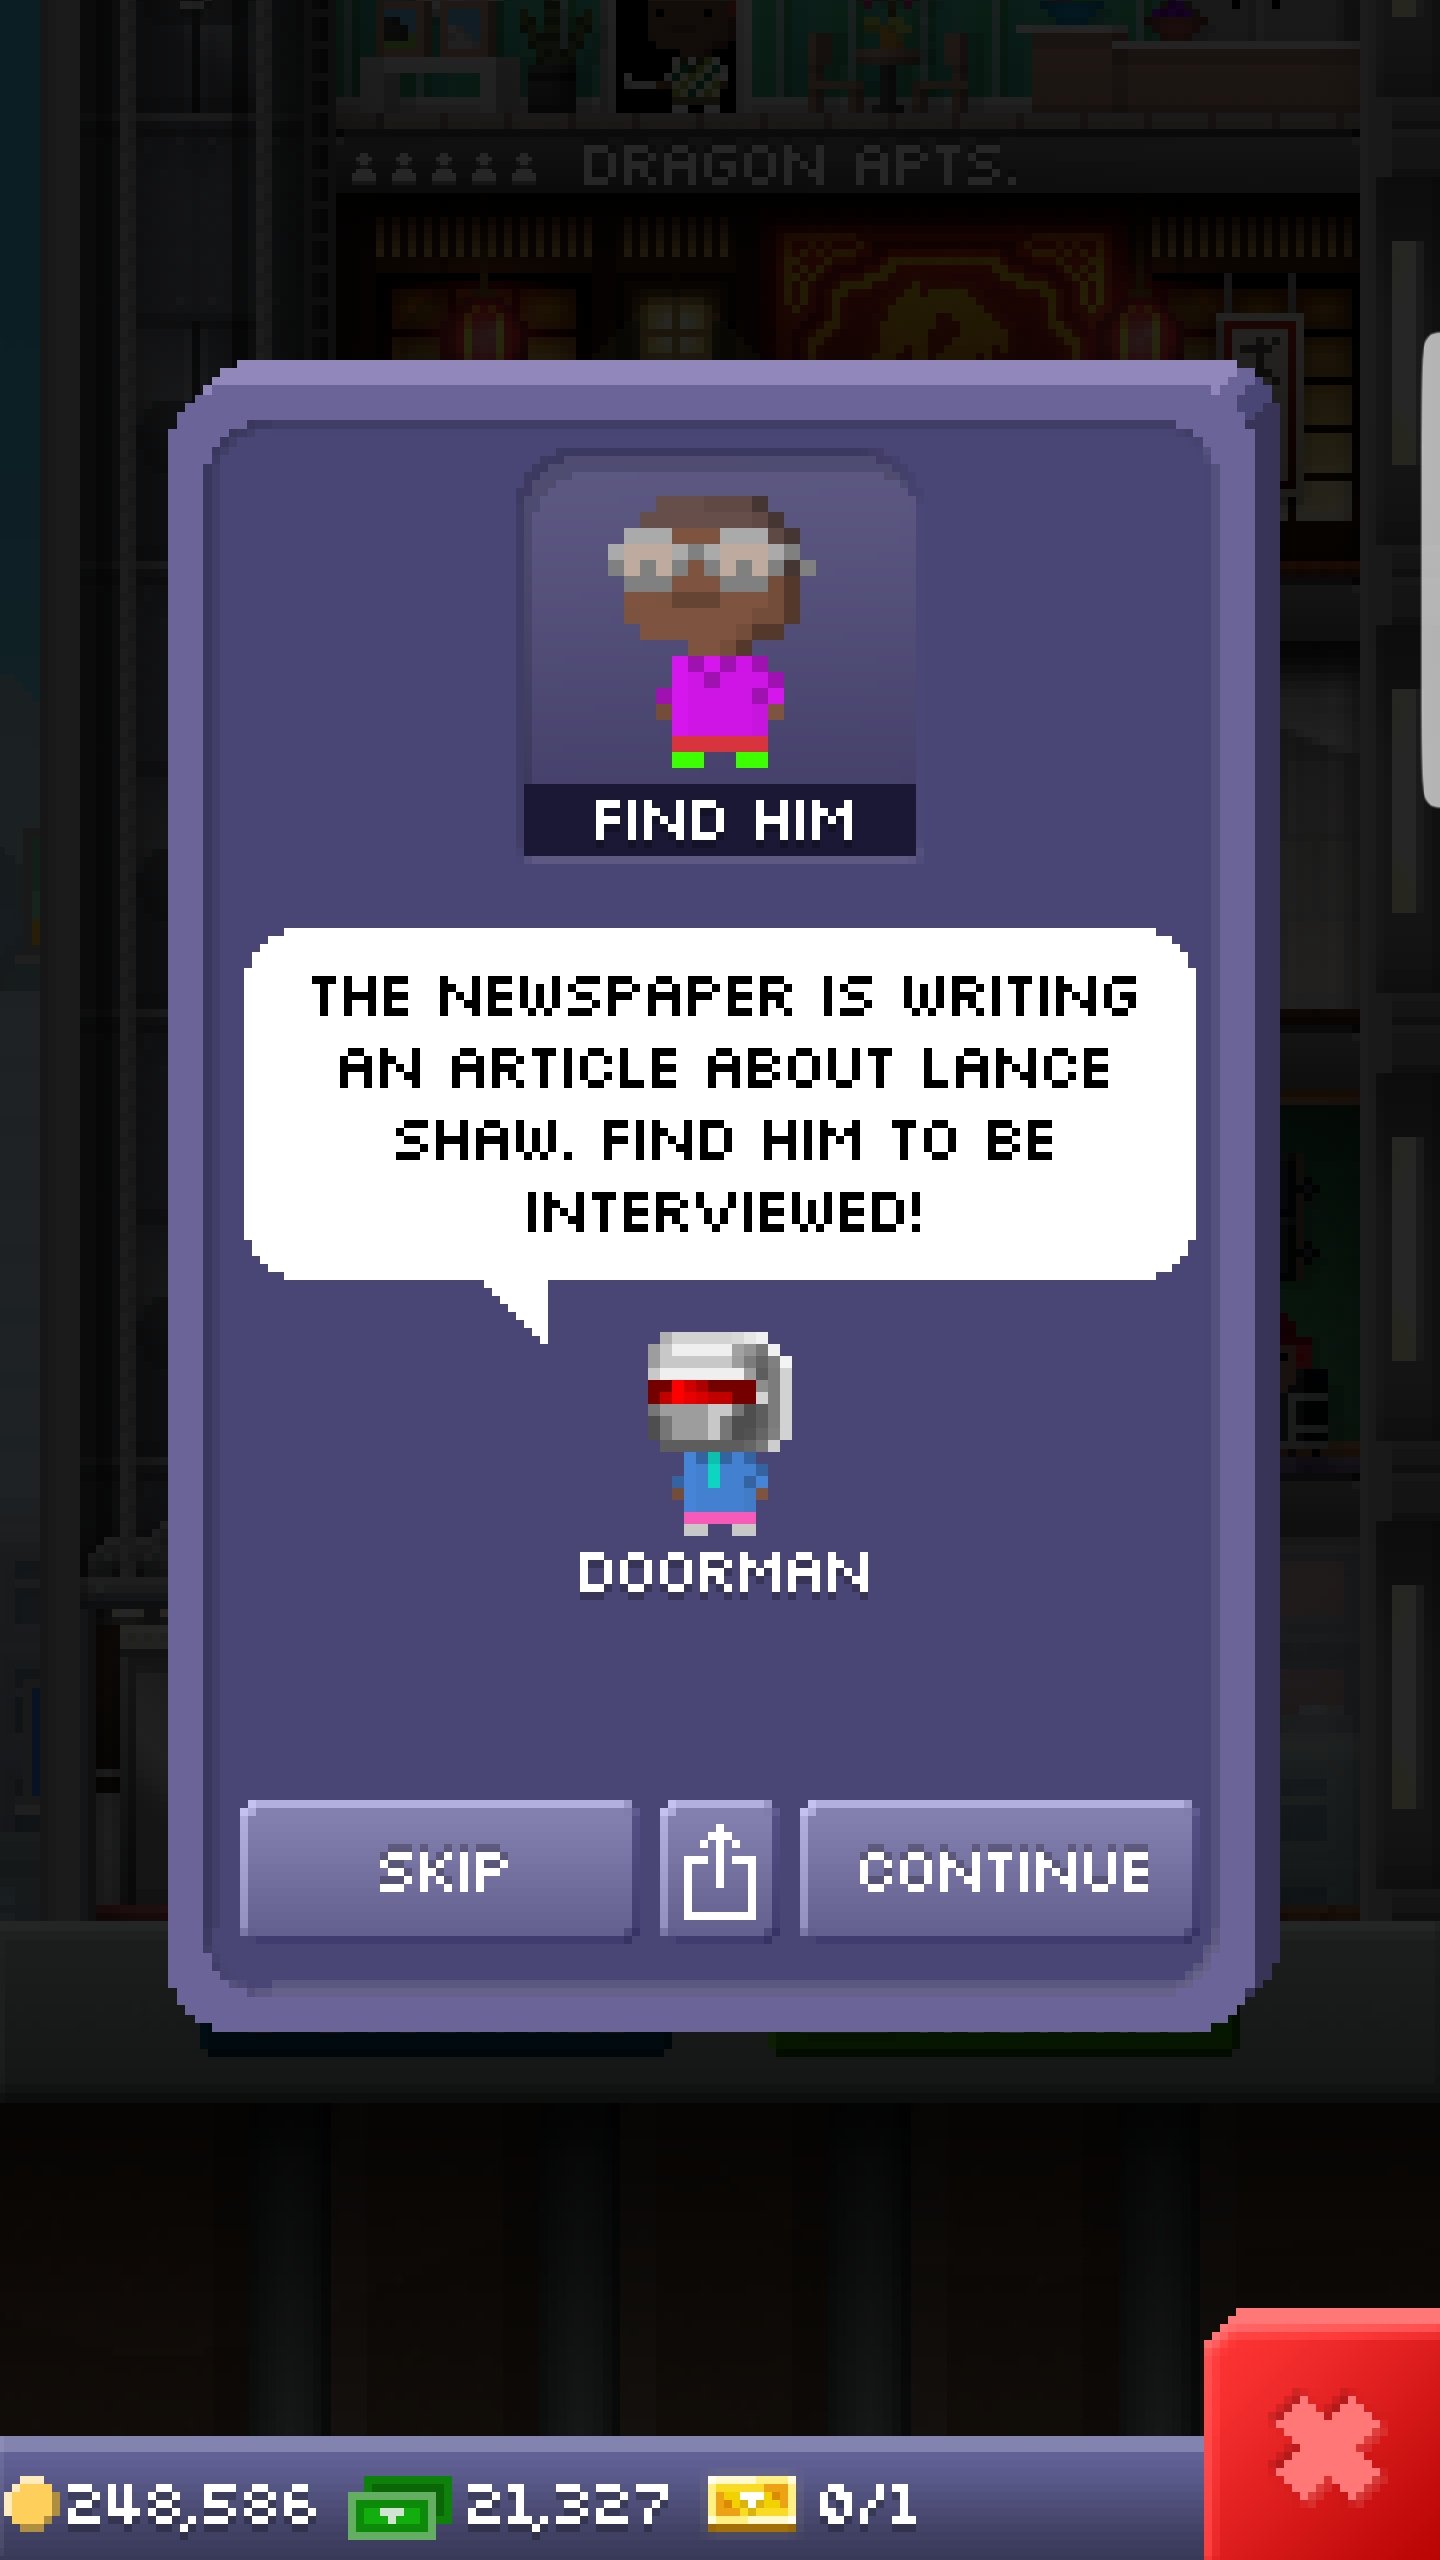 DRAGON APTS.
FIND HIM
THE NEWSPAPER IS WRITING
AN ARTICLE ABOUT LANCE
SHAW. FIND HIM TO BE
INTERVIEWED!
DOORMAN
SKIP
CONTINUE
248,586
21,327
0/1